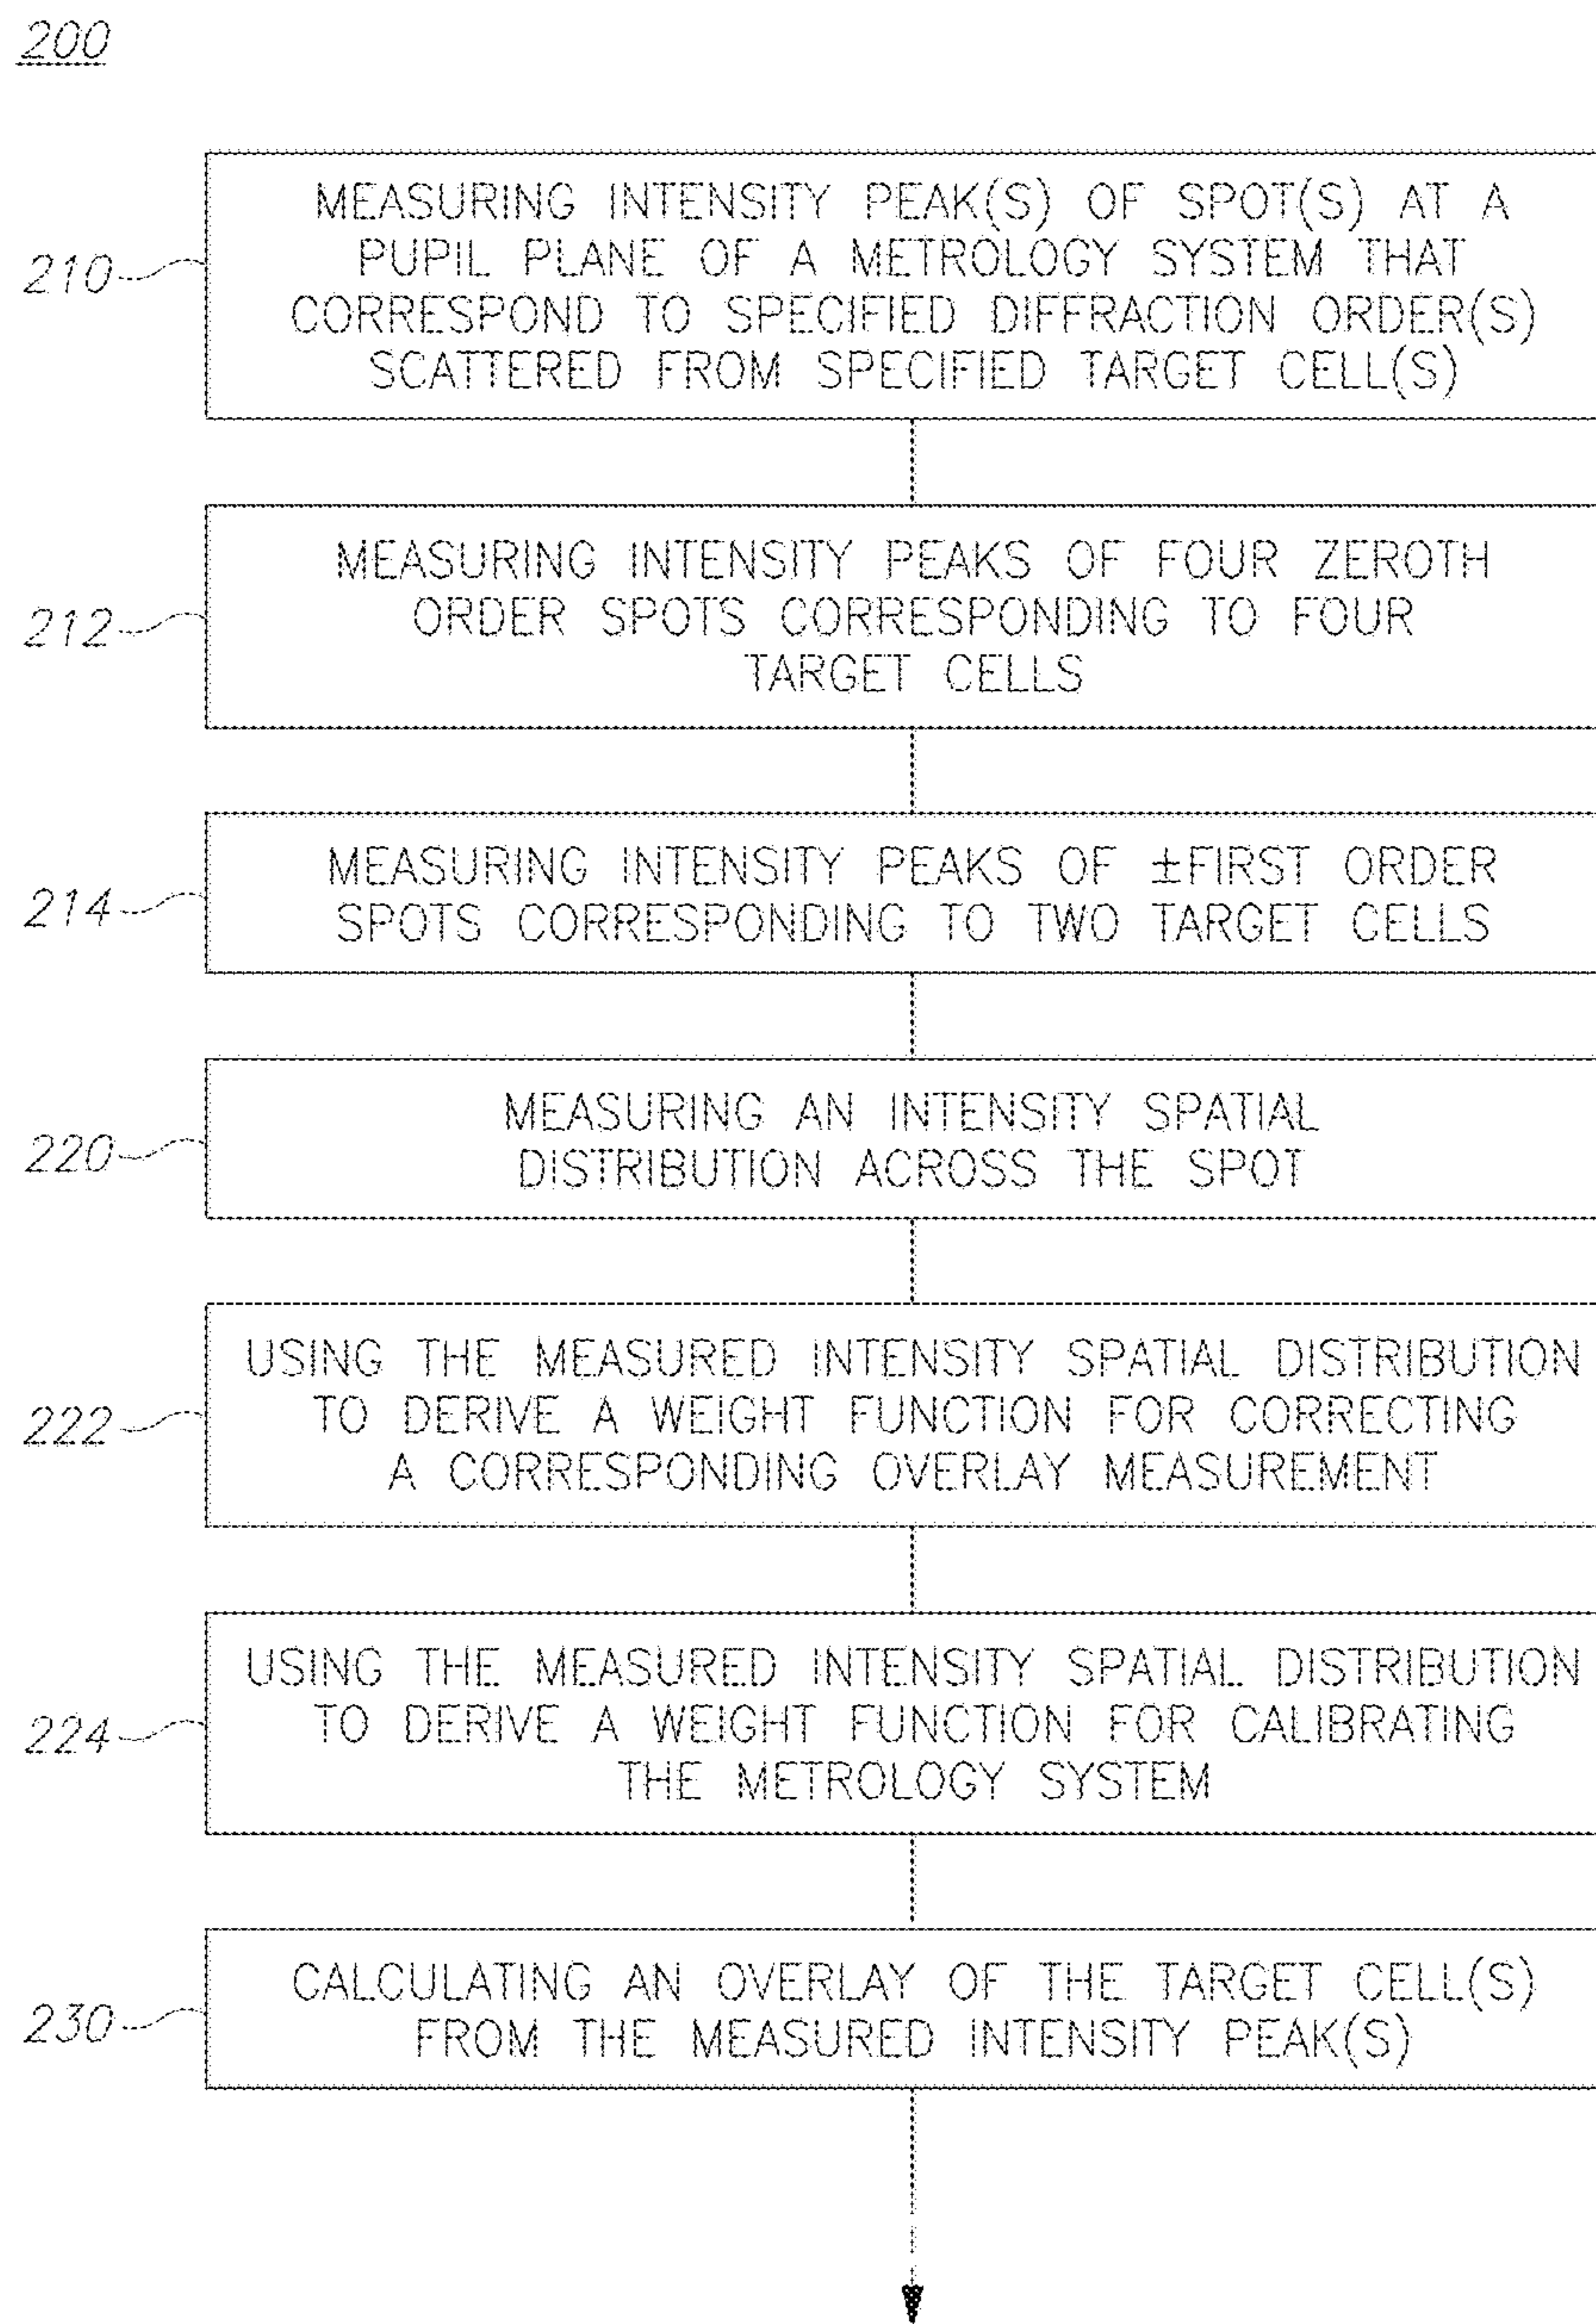 200
210
MEASURING INTENSITY PEAK(S) OF SPOT(S) AT A
PUPIL PLANE OF A METROLOGY SYSTEM THAT
CORRESPOND TO SPECIFIED DIFFRACTION ORDER(S)
SCATTERED FROM SPECIFIED TARGET CELL(S)
212
MEASURING INTENSITY PEAKS OF FOUR ZEROTH
ORDER SPOTS CORRESPONDING TO FOUR
TARGET CELLS
214
MEASURING INTENSITY PEAKS OF ±FIRST ORDER
SPOTS CORRESPONDING TO TWO TARGET CELLS
220
MEASURING AN INTENSITY SPATIAL
DISTRIBUTION ACROSS THE SPOT
222
USING THE MEASURED INTENSITY SPATIAL DISTRIBUTION
TO DERIVE A WEIGHT FUNCTION FOR CORRECTING
A CORRESPONDING OVERLAY MEASUREMENT
224
USING THE MEASURED INTENSITY SPATIAL DISTRIBUTION
TO DERIVE A WEIGHT FUNCTION FOR CALIBRATING
THE METROLOGY SYSTEM
230
CALCULATING AN OVERLAY OF THE TARGET CELL(S)
FROM THE MEASURED INTENSITY PEAK(S)